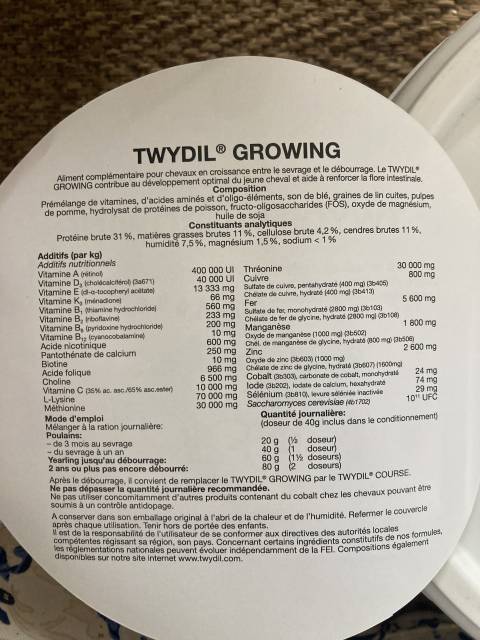 TWYDIL® GROWING
Aliment complémentaire pour chevaux en croissance entre le sevrage et le débourrage. Le TWYDIL®
GROWING contribue au développement optimal du jeune cheval et aide à renforcer la flore intestinale.
Composition
Prémélange de vitamines, d'acides aminés et d'oligo-éléments, son de blé, graines de lin cuites, pulpes
de pomme, hydrolysat de protéines de poisson, fructo-oligosaccharides (FOS), oxyde de magnésium,
huile de soja
Constituants analytiques
Protéine brute 31 %, matières grasses brutes 11 %, cellulose brute 4,2 %, cendres brutes 11 %,
humidité 7,5 %, magnésium 1,5 %, sodium < 1 %
Additifs (par kg)
Additifs nutritionnels
Vitamine A (rétinol) 400 000 UI
Vitamine D₃ (cholécalciférol) (3a671) 40 000 UI
Vitamine E (dl-α-tocopheryl acétate) 13 333 mg
Vitamine K₃ (ménadione) 66 mg
Vitamine B₁ (thiamine hydrochloride) 560 mg
Vitamine B₂ (riboflavine) 233 mg
Vitamine B₆ (pyridoxine hydrochloride) 200 mg
Vitamine B₁₂ (cyanocobalamine) 10 mg
Acide nicotinique 600 mg
Pantothénate de calcium 250 mg
Biotine 10 mg
Acide folique 966 mg
Choline 6 500 mg
Vitamine C (35% ac. asc./65% asc.ester) 10 000 mg
L-Lysine 70 000 mg
Méthionine 30 000 mg
Thréonine 30 000 mg
Cuivre 800 mg
Sulfate de cuivre, pentahydraté (400 mg) (3b405)
Chélate de cuivre, hydraté (400 mg) (3b413)
Fer 5 600 mg
Sulfate de fer, monohydraté (2800 mg) (3b103)
Chélate de fer de glycine, hydraté (2800 mg) (3b108)
Manganèse 1 800 mg
Oxyde de manganèse (1000 mg) (3b502)
Chél. de manganèse de glycine, hydraté (800 mg) (3b506)
Zinc 2 600 mg
Oxyde de zinc (3b603) (1000 mg)
Chélate de zinc de glycine, hydraté (3b607) (1600mg)
Cobalt (3b303), carbonate de cobalt, monohydraté 24 mg
Iode (3b202), iodate de calcium, hexahydraté 74 mg
Sélénium (3b810), levure séléniée inactivée 29 mg
Saccharomyces cerevisiae (4b1702) 10¹¹ UFC
Mode d'emploi
Mélanger à la ration journalière:
Quantité journalière:
(doseur de 40g inclus dans le conditionnement)
Poulains:
- de 3 mois au sevrage 20 g (½ doseur)
- du sevrage à un an 40 g (1 doseur)
Yearling jusqu'au débourrage: 60 g (1½ doseurs)
2 ans ou plus pas encore débourré: 80 g (2 doseurs)
Après le débourrage, il convient de remplacer le TWYDIL® GROWING par le TWYDIL® COURSE.
Ne pas dépasser la quantité journalière recommandée.
Ne pas utiliser concomitamment d'autres produits contenant du cobalt chez les chevaux pouvant être
soumis à un contrôle antidopage.
A conserver dans son emballage original à l'abri de la chaleur et de l'humidité. Refermer le couvercle
après chaque utilisation. Tenir hors de portée des enfants.
Il est de la responsabilité de l'utilisateur de se conformer aux directives des autorités locales
compétentes régissant sa région, son pays. Concernant certains ingrédients constitutifs de nos formules,
les réglementations nationales peuvent évoluer indépendamment de la FEI. Compositions également
disponibles sur notre site internet www.twydil.com.